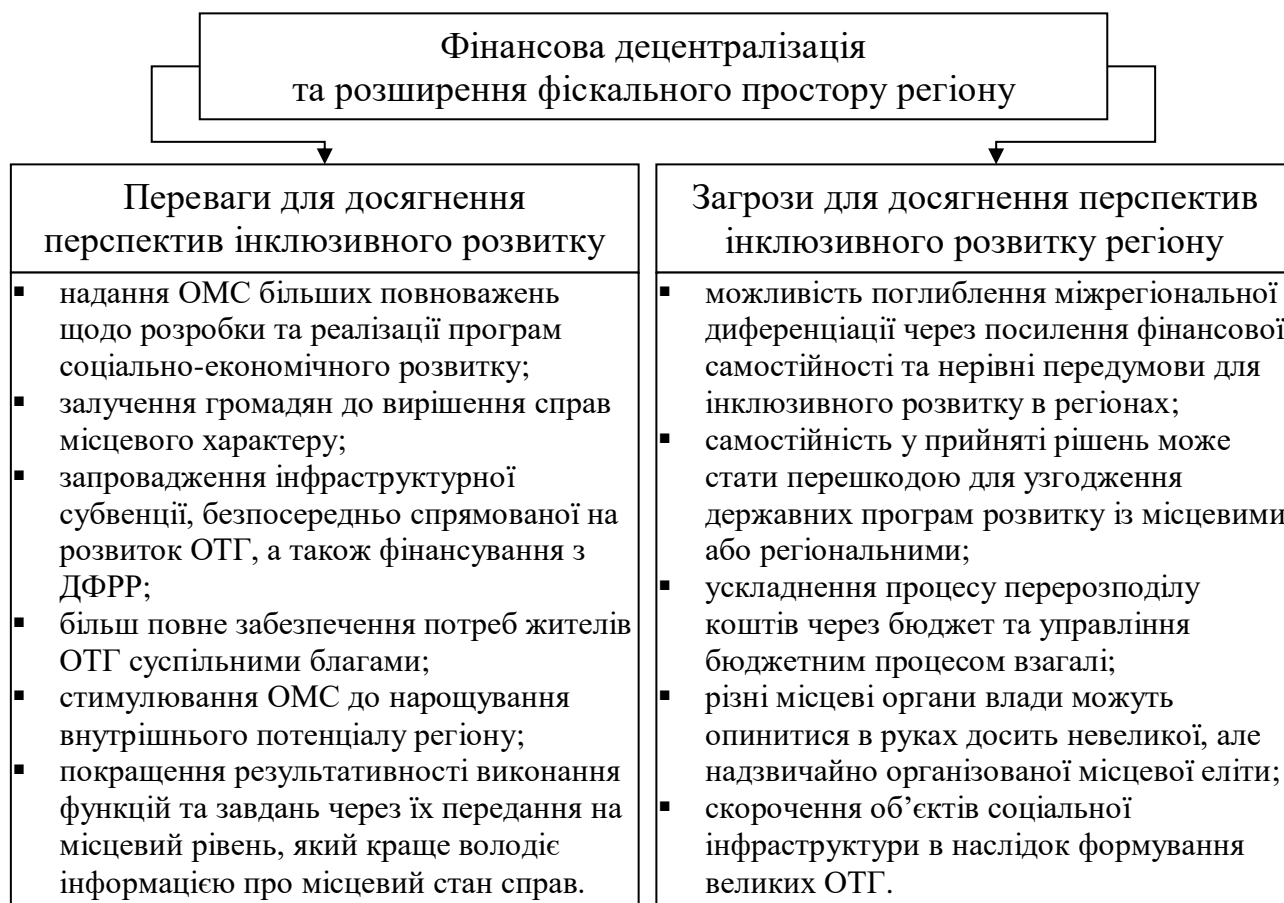 Фінансова децентралізація
та розширення фіскального простору регіону
Переваги для досягнення
перспектив інклюзивного розвитку
▪ надання ОМС більших повноважень
щодо розробки та реалізації програм
соціально-економічного розвитку;
▪ залучення громадян до вирішення справ
місцевого характеру;
▪ запровадження інфраструктурної
субвенції, безпосередньо спрямованої на
розвиток ОТГ, а також фінансування з
ДФРР;
▪ більш повне забезпечення потреб жителів
ОТГ суспільними благами;
▪ стимулювання ОМС до нарощування
внутрішнього потенціалу регіону;
▪ покращення результативності виконання
функцій та завдань через їх передання на
місцевий рівень, який краще володіє
інформацією про місцевий стан справ.
Загрози для досягнення перспектив
інклюзивного розвитку регіону
▪ можливість поглиблення міжрегіональної
диференціації через посилення фінансової
самостійності та нерівні передумови для
інклюзивного розвитку в регіонах;
▪ самостійність у прийняті рішень може
стати перешкодою для узгодження
державних програм розвитку із місцевими
або регіональними;
▪ ускладнення процесу перерозподілу
коштів через бюджет та управління
бюджетним процесом взагалі;
▪ різні місцеві органи влади можуть
опинитися в руках досить невеликої, але
надзвичайно організованої місцевої еліти;
▪ скорочення об’єктів соціальної
інфраструктури в наслідок формування
великих ОТГ.